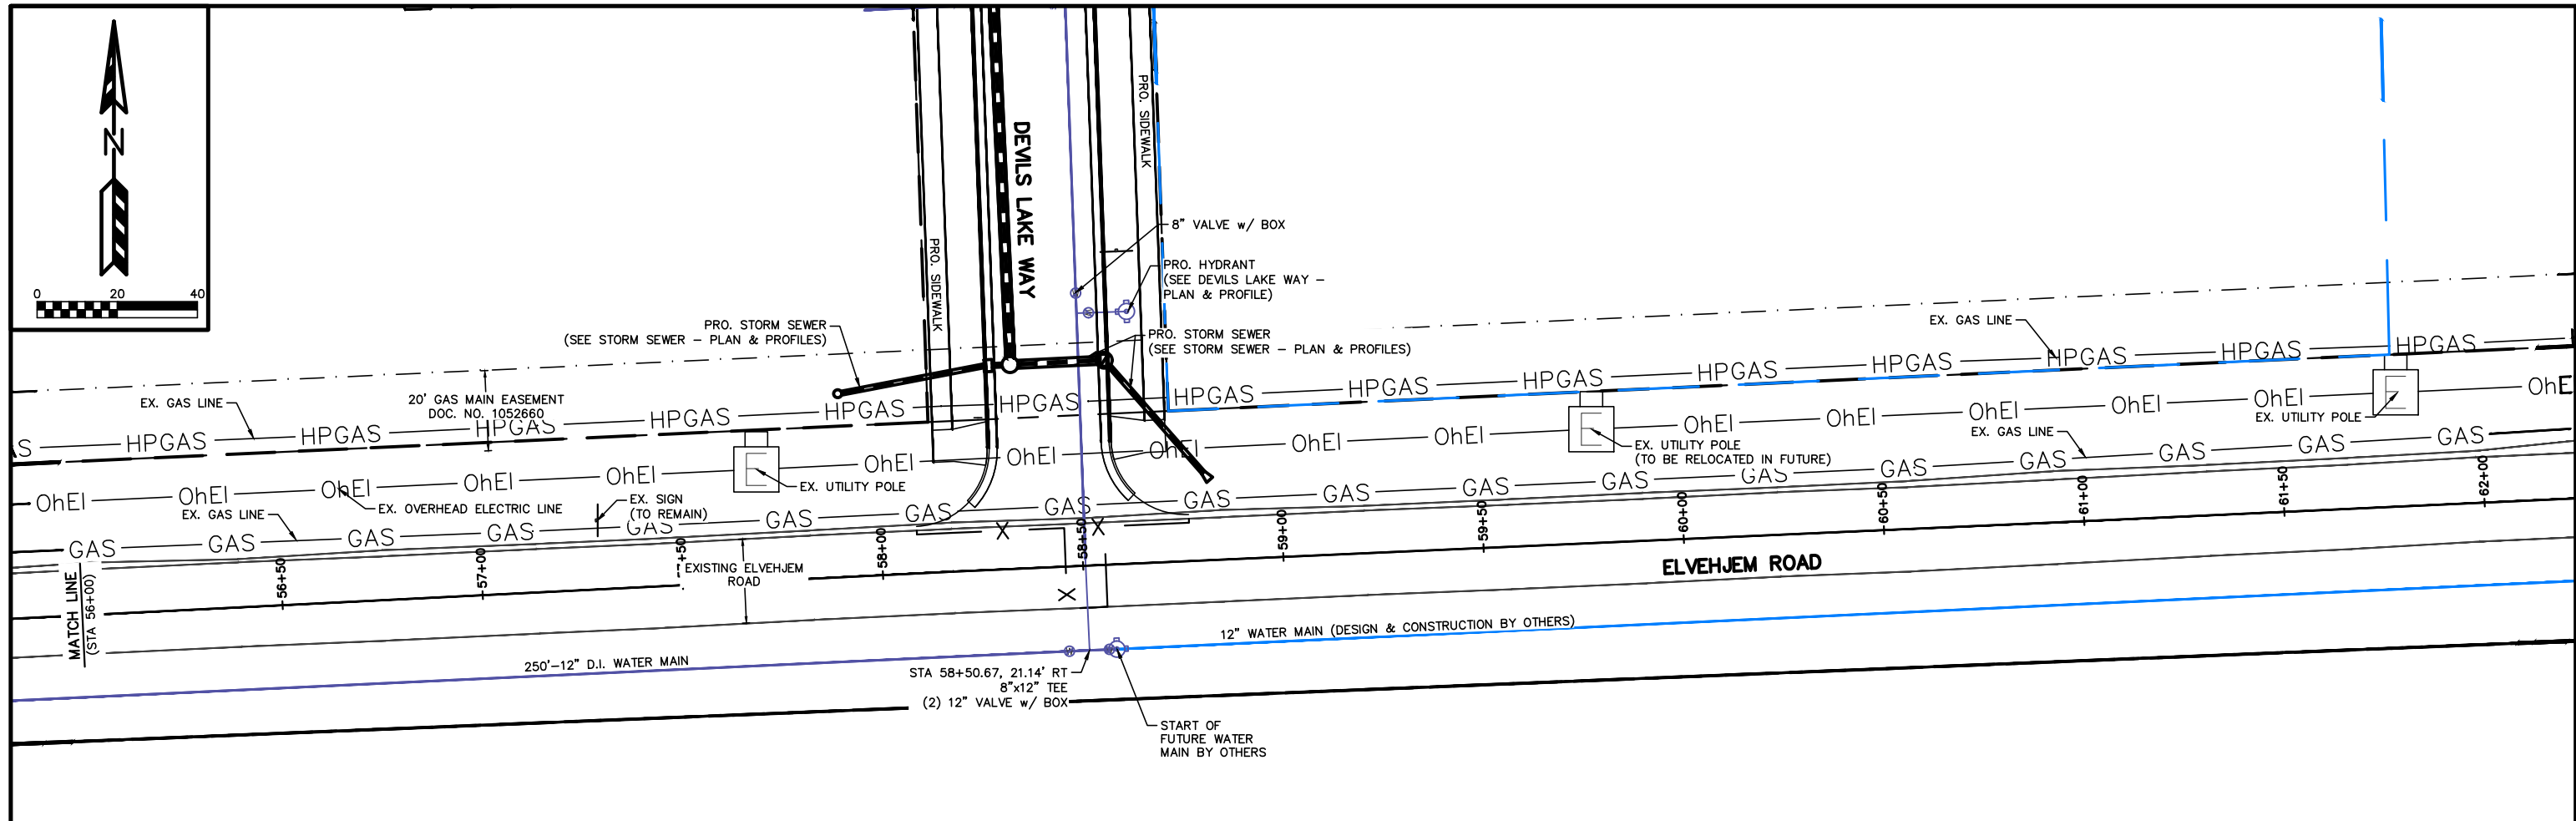 N
0 20 40
DEVILS LAKE WAY
PRO. SIDEWALK
PRO. SIDEWALK
8" VALVE w/ BOX
PRO. HYDRANT
(SEE DEVILS LAKE WAY –
PLAN & PROFILE)
PRO. STORM SEWER
(SEE STORM SEWER – PLAN & PROFILES)
PRO. STORM SEWER
(SEE STORM SEWER – PLAN & PROFILES)
EX. GAS LINE
20' GAS MAIN EASEMENT
DOC. NO. 1052660
EX. GAS LINE
AS HPGAS HPGAS HPGAS HPGAS HPGAS HPGAS HPGAS HPGAS HPGAS HPGAS HPGAS HPGAS HPGAS HPGAS
OhEl OhEl OhEl OhEl OhEl OhEl OhEl OhEl OhEl OhEl OhEl OhEl OhEl OhEl OhEl OhEl OhE
E
EX. UTILITY POLE
E
EX. UTILITY POLE
(TO BE RELOCATED IN FUTURE)
E
EX. UTILITY POLE
EX. GAS LINE
EX. OVERHEAD ELECTRIC LINE
EX. GAS LINE
EX. SIGN
(TO REMAIN)
GAS GAS GAS GAS GAS GAS GAS GAS GAS GAS GAS GAS GAS GAS GAS GAS GAS GAS
X X
X
56+50
57+00
+50
58+00
58+50
59+00
59+50
60+00
60+50
61+00
61+50
62+00
MATCH LINE
(STA 56+00)
EXISTING ELVEHJEM
ROAD
ELVEHJEM ROAD
12" WATER MAIN (DESIGN & CONSTRUCTION BY OTHERS)
250'–12" D.I. WATER MAIN
STA 58+50.67, 21.14' RT
8"x12" TEE
(2) 12" VALVE w/ BOX
START OF
FUTURE WATER
MAIN BY OTHERS